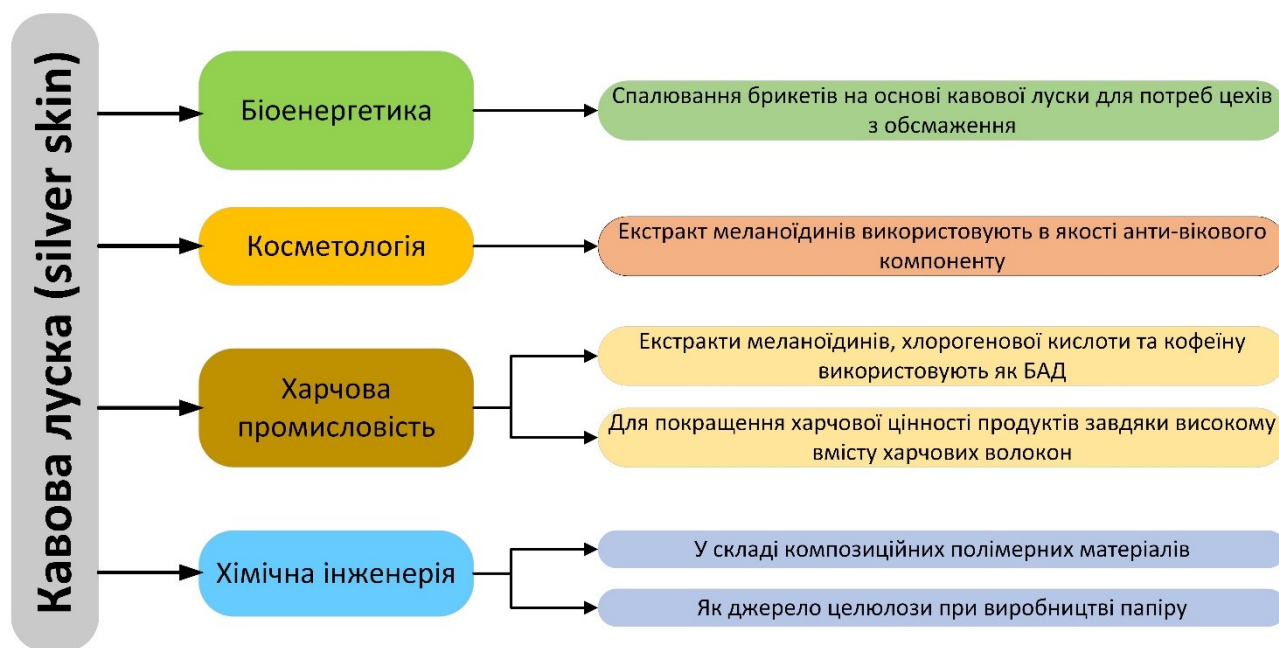 Кавова луска (silver skin)
Біоенергетика
Спалювання брикетів на основі кавової луски для потреб цехів
з обсмаження
Косметологія
Екстракт меланоїдинів використовують в якості анти-вікового
компоненту
Харчова
промисловість
Екстракти меланоїдинів, хлорогенової кислоти та кофеїну
використовують як БАД
Для покращення харчової цінності продуктів завдяки високому
вмісту харчових волокон
Хімічна інженерія
У складі композиційних полімерних матеріалів
Як джерело целюлози при виробництві папіру